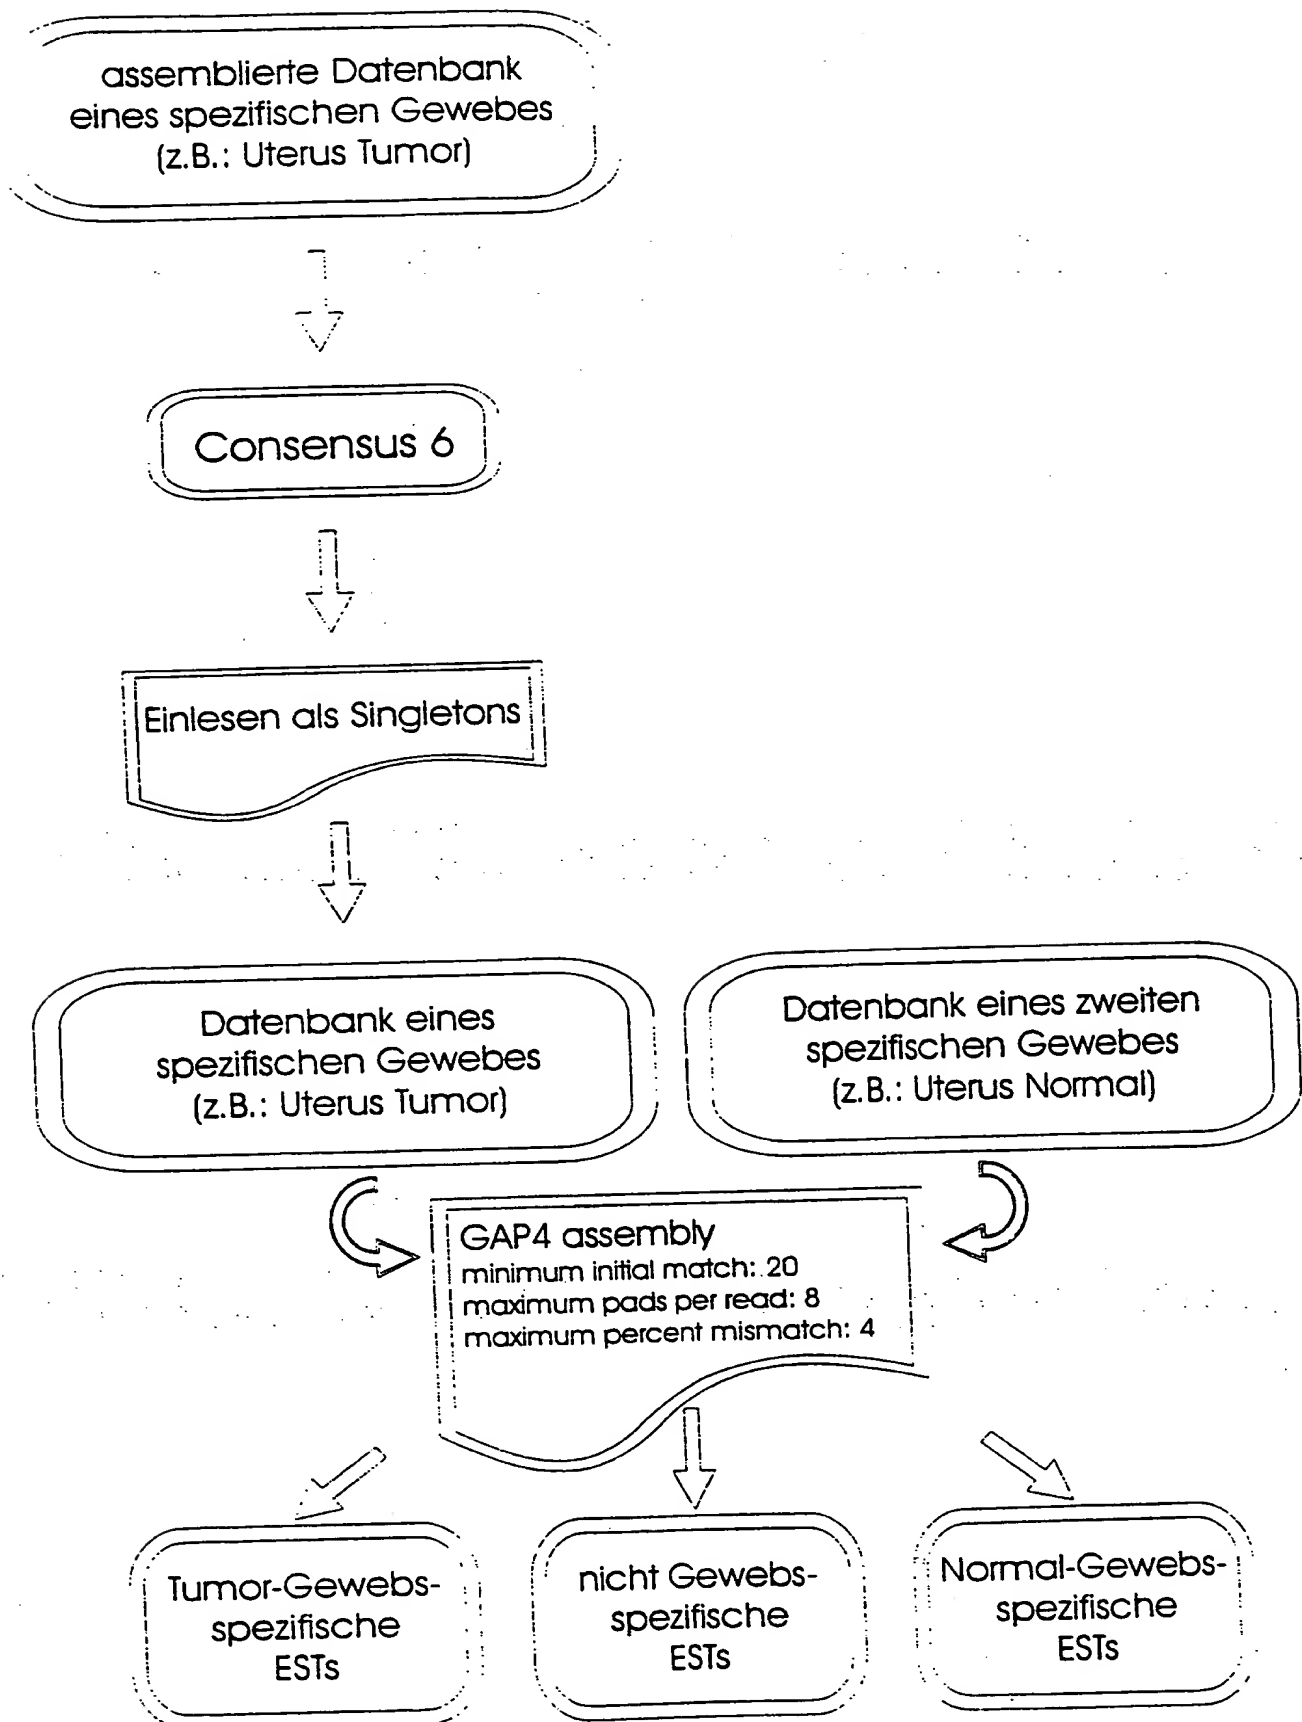 assemblierte Datenbank
eines spezifischen Gewebes
(z.B.: Uterus Tumor)
Consensus 6
Einlesen als Singletons
Datenbank eines
spezifischen Gewebes
(z.B.: Uterus Tumor)
Datenbank eines zweiten
spezifischen Gewebes
(z.B.: Uterus Normal)
GAP4 assembly
minimum initial match: 20
maximum pads per read: 8
maximum percent mismatch: 4
Tumor-Gewebs-
spezifische
ESTs
nicht Gewebs-
spezifische
ESTs
Normal-Gewebs-
spezifische
ESTs